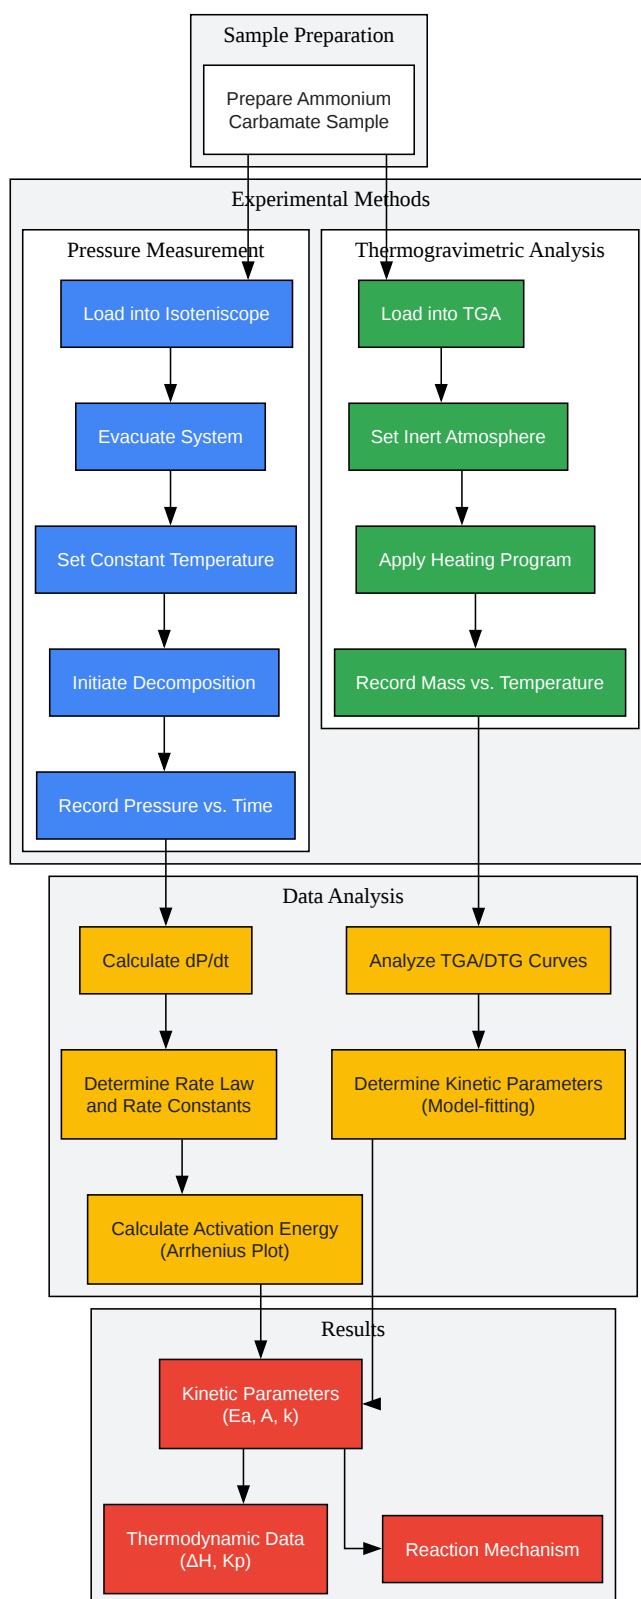 Sample Preparation
Prepare Ammonium
Carbamate Sample
Experimental Methods
Pressure Measurement
Load into Isoteniscope
Evacuate System
Set Constant Temperature
Initiate Decomposition
Record Pressure vs. Time
Thermogravimetric Analysis
Load into TGA
Set Inert Atmosphere
Apply Heating Program
Record Mass vs. Temperature
Data Analysis
Calculate dP/dt
Determine Rate Law
and Rate Constants
Calculate Activation Energy
(Arrhenius Plot)
Analyze TGA/DTG Curves
Determine Kinetic Parameters
(Model-fitting)
Results
Kinetic Parameters
(Ea, A, k)
Thermodynamic Data
(ΔH, Kp)
Reaction Mechanism